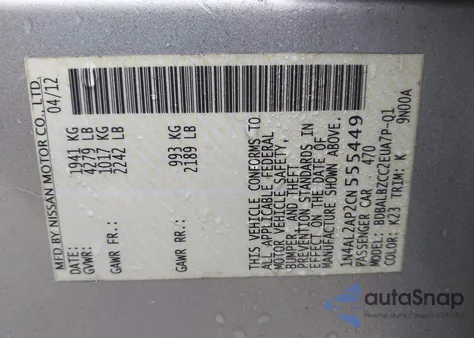 MFD BY NISSAN MOTOR CO., LTD.
04/12
GVWR: 1941 KG
4279 LB
GAWR FR: 1017 KG
2242 LB
GAWR RR: 993 KG
2189 LB
THIS VEHICLE CONFORMS TO
ALL APPLICABLE FEDERAL
MOTOR VEHICLE SAFETY,
BUMPER, AND THEFT
PREVENTION STANDARDS IN
EFFECT ON THE DATE OF
MANUFACTURE SHOWN ABOVE.
1N4AL2AP2CN555449
PASSENGER CAR 470
MODEL: BDBALBZCC2EUA7P-Q1
COLOR: K23 TRIM: K 9N00A
autoSnap